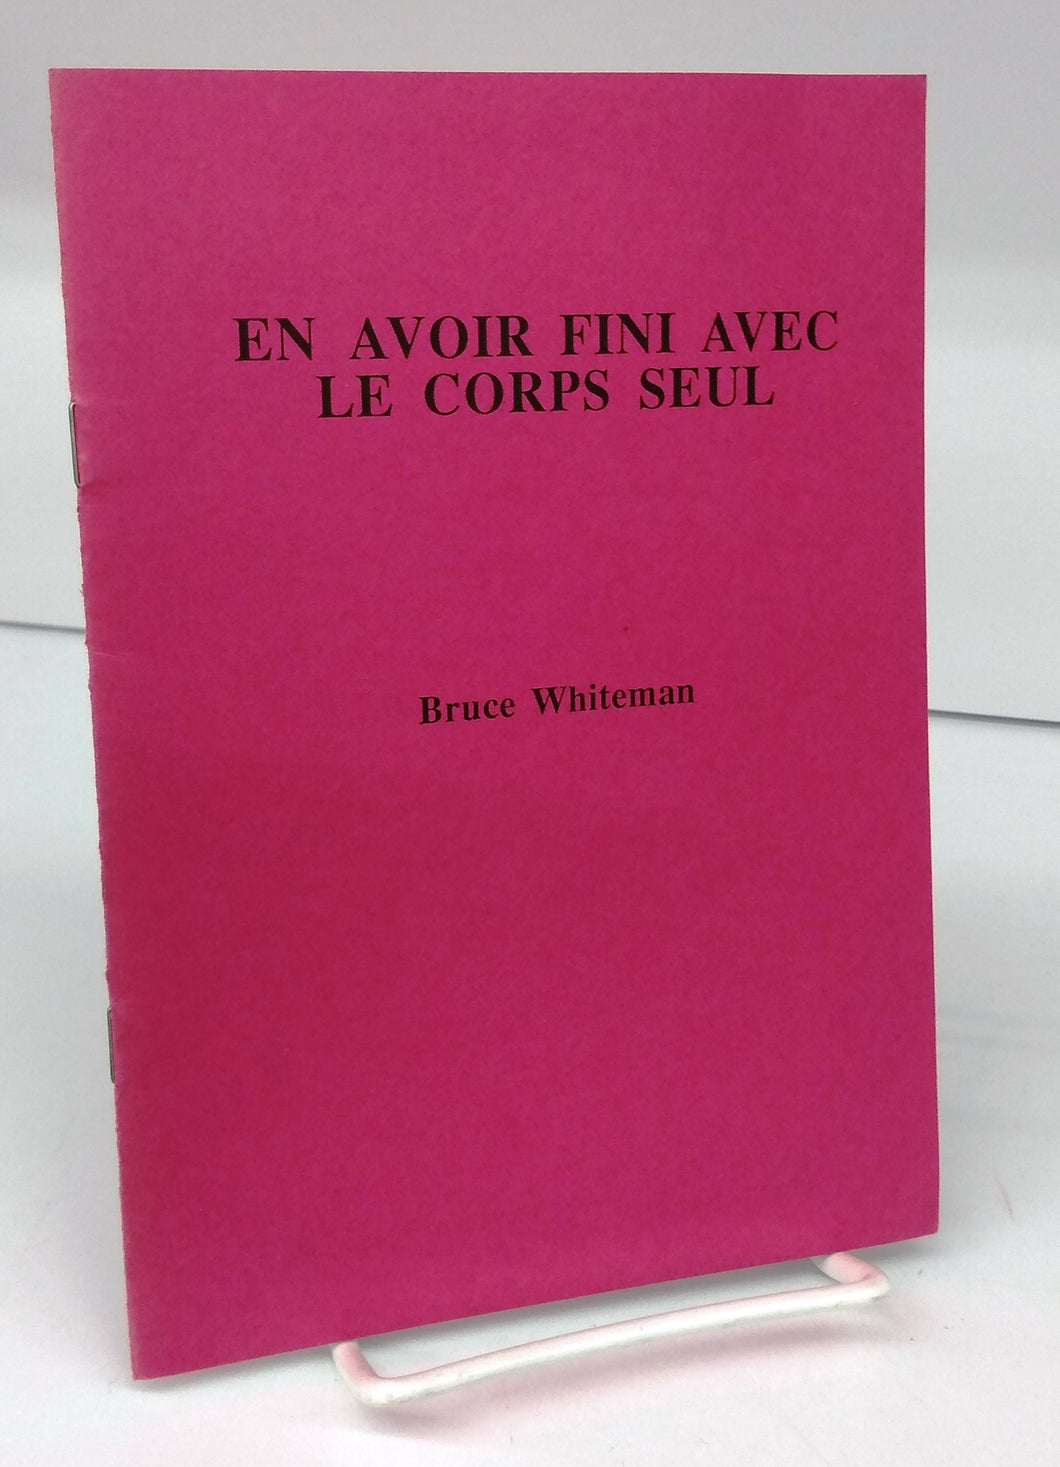 EN AVOIR FINI AVEC
LE CORPS SEUL
Bruce Whiteman